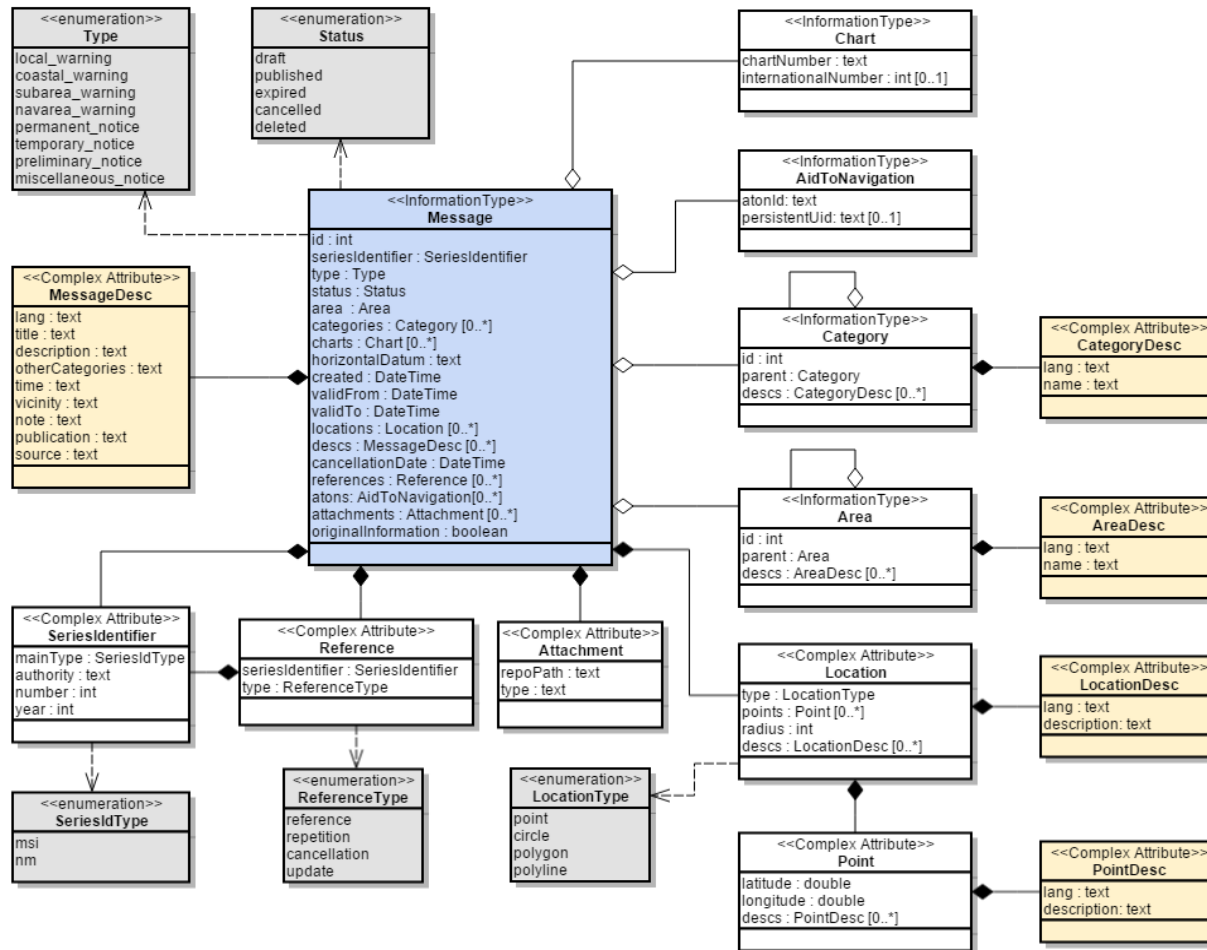 <<enumeration>>
Type
local_warning
coastal_warning
subarea_warning
navarea_warning
permanent_notice
temporary_notice
preliminary_notice
miscellaneous_notice
<<enumeration>>
Status
draft
published
expired
cancelled
deleted
<<InformationType>>
Chart
chartNumber : text
internationalNumber : int [0..1]
<<InformationType>>
AidToNavigation
atonId: text
persistentUid: text [0..1]
<<InformationType>>
Message
id : int
seriesIdentifier : SeriesIdentifier
type : Type
status : Status
area : Area
categories : Category [0..*]
charts : Chart [0..*]
horizontalDatum : text
created : DateTime
validFrom : DateTime
validTo : DateTime
locations : Location [0..*]
descs : MessageDesc [0..*]
cancellationDate : DateTime
references : Reference [0..*]
atons: AidToNavigation[0..*]
attachments : Attachment [0..*]
originalInformation : boolean
<<Complex Attribute>>
MessageDesc
lang : text
title : text
description : text
otherCategories : text
time : text
vicinity : text
note : text
publication : text
source : text
<<InformationType>>
Category
id : int
parent : Category
descs : CategoryDesc [0..*]
<<Complex Attribute>>
CategoryDesc
lang : text
name : text
<<InformationType>>
Area
id : int
parent : Area
descs : AreaDesc [0..*]
<<Complex Attribute>>
AreaDesc
lang : text
name : text
<<Complex Attribute>>
SeriesIdentifier
mainType : SeriesIdType
authority : text
number : int
year : int
<<Complex Attribute>>
Reference
seriesIdentifier : SeriesIdentifier
type : ReferenceType
<<Complex Attribute>>
Attachment
repoPath : text
type : text
<<Complex Attribute>>
Location
type : LocationType
points : Point [0..*]
radius : int
descs : LocationDesc [0..*]
<<Complex Attribute>>
LocationDesc
lang : text
description: text
<<enumeration>>
SeriesIdType
msi
nm
<<enumeration>>
ReferenceType
reference
repetition
cancellation
update
<<enumeration>>
LocationType
point
circle
polygon
polyline
<<Complex Attribute>>
Point
latitude : double
longitude : double
descs : PointDesc [0..*]
<<Complex Attribute>>
PointDesc
lang : text
description: text